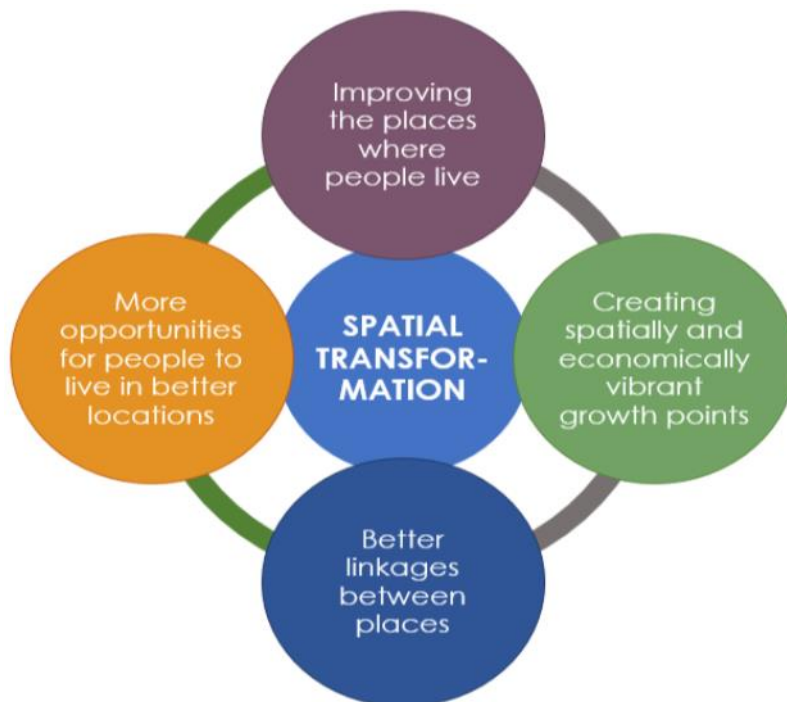 Improving
the places
where
people live
More
opportunities
for people to
live in better
locations
SPATIAL
TRANSFOR-
MATION
Creating
spatially and
economically
vibrant
growth points
Better
linkages
between
places